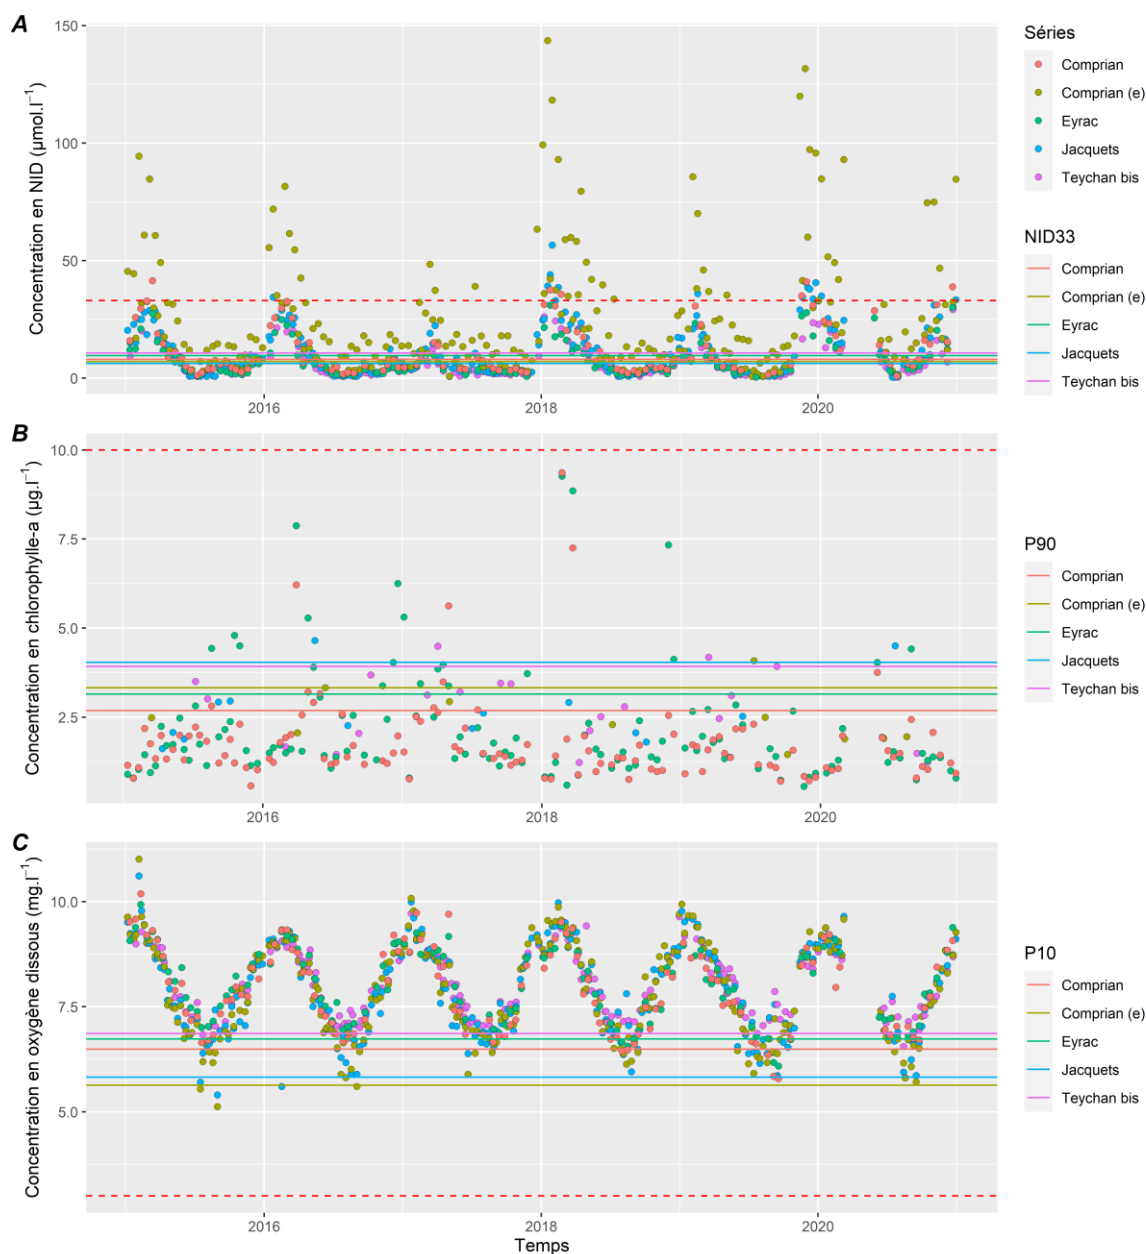 A
Concentration en NID (µmol.l⁻¹)
150
100
50
0
2016
2018
2020
Séries
Comprian
Comprian (e)
Eyrac
Jacquets
Teychan bis
NID33
Comprian
Comprian (e)
Eyrac
Jacquets
Teychan bis
B
Concentration en chlorophylle-a (µg.l⁻¹)
10.0
7.5
5.0
2.5
2016
2018
2020
P90
Comprian
Comprian (e)
Eyrac
Jacquets
Teychan bis
C
Concentration en oxygène dissous (mg.l⁻¹)
10.0
7.5
5.0
2016
2018
2020
Temps
P10
Comprian
Comprian (e)
Eyrac
Jacquets
Teychan bis